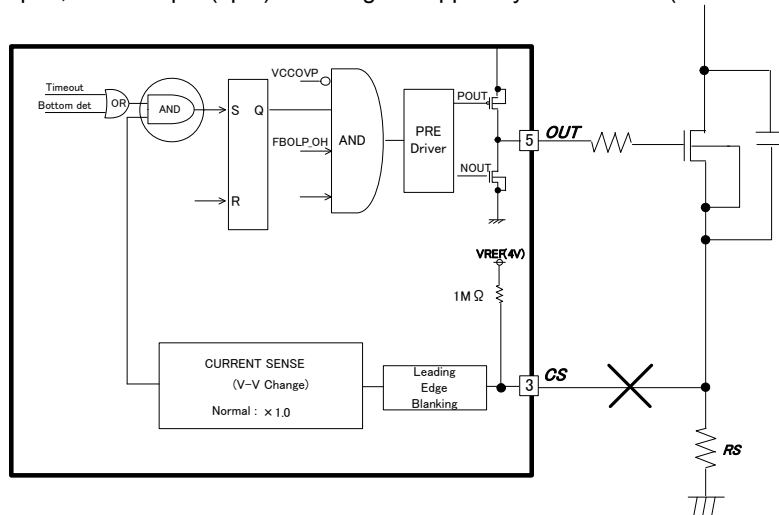 Timeout
Bottom det
OR
AND
S Q
R
VCCOVP
FBOLP_OH
AND
PRE
Driver
POUT
NOUT
5 OUT
VREF(4V)
1MΩ
CURRENT SENSE
(V-V Change)
Normal : ×1.0
Leading
Edge
Blanking
3 CS
RS